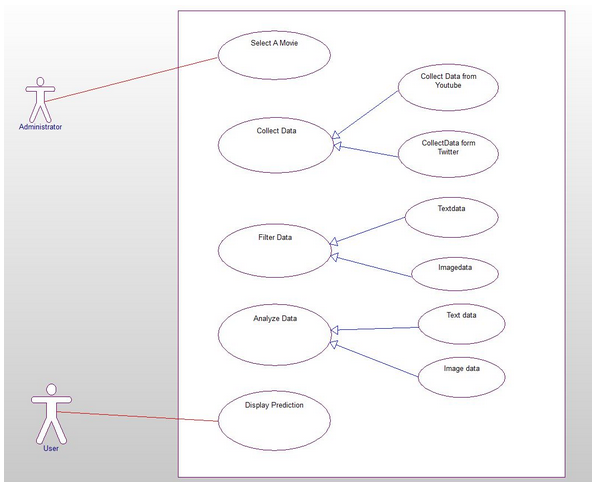 Select A Movie
Collect Data from
Youtube
Administrator
Collect Data
CollectData form
Twitter
Textdata
Filter Data
Imagedata
Analyze Data
Text data
Image data
Display Prediction
User